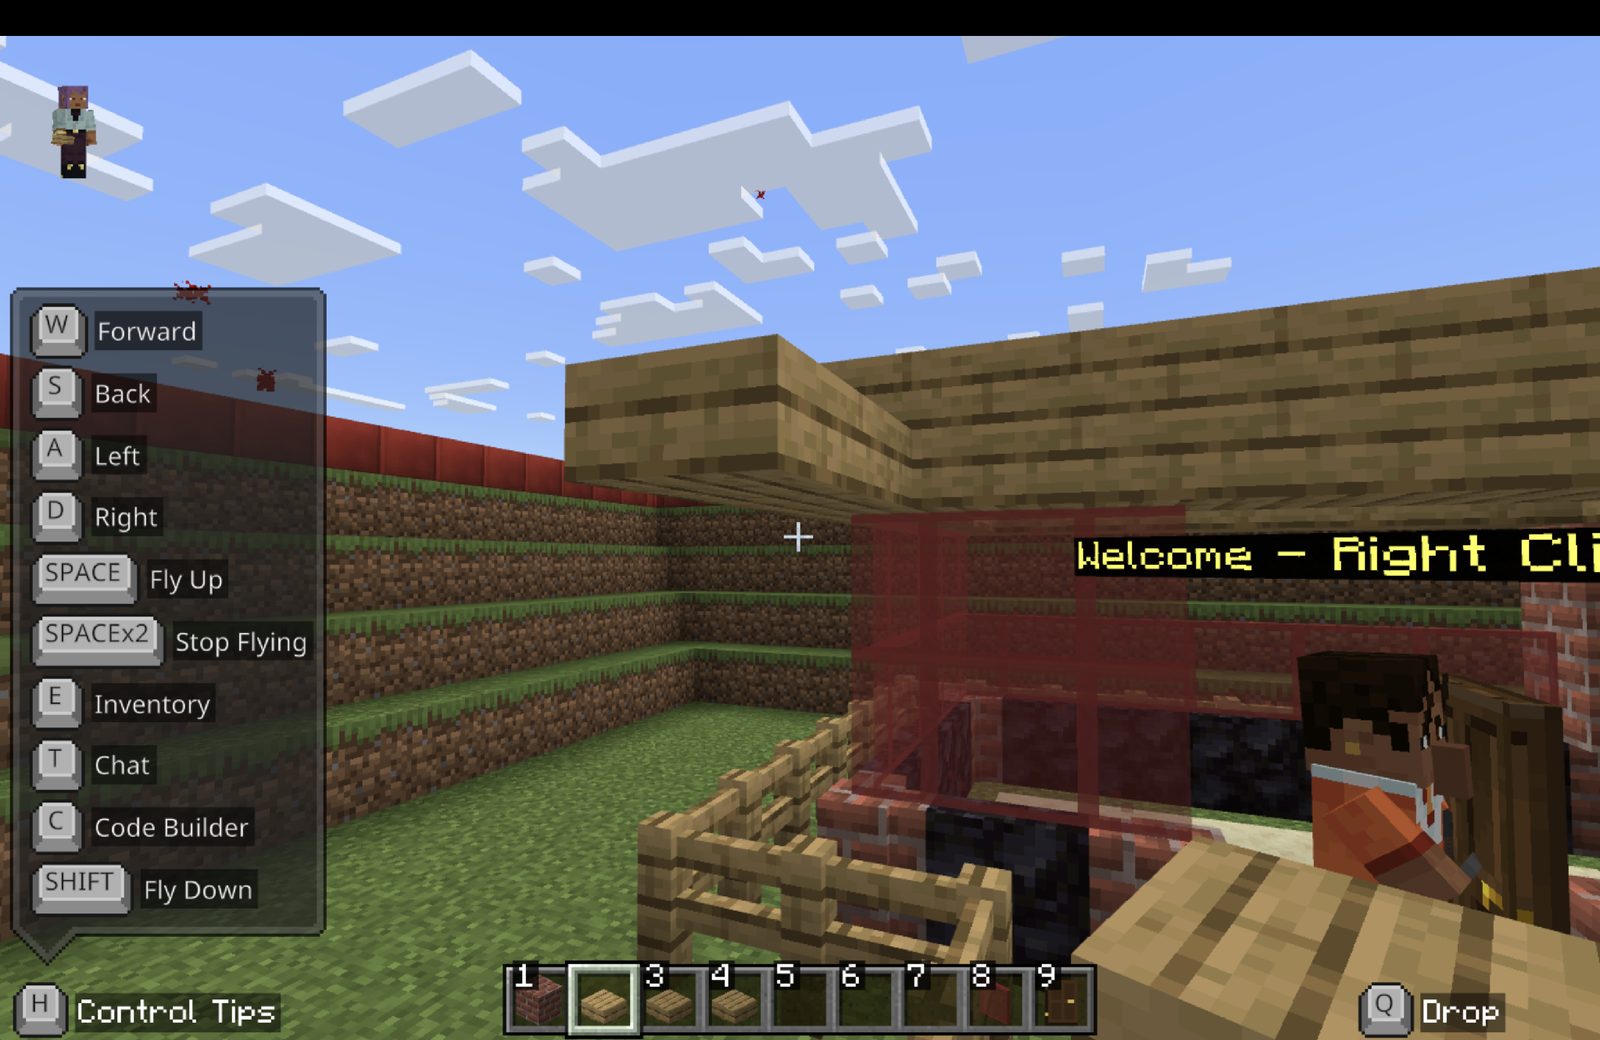 W Forward
S Back
A Left
D Right
SPACE Fly Up
SPACEx2 Stop Flying
E Inventory
T Chat
C Code Builder
SHIFT Fly Down
H Control Tips
Welcome - Right Cli
1 3 4 5 6 7 8 9
Q Drop